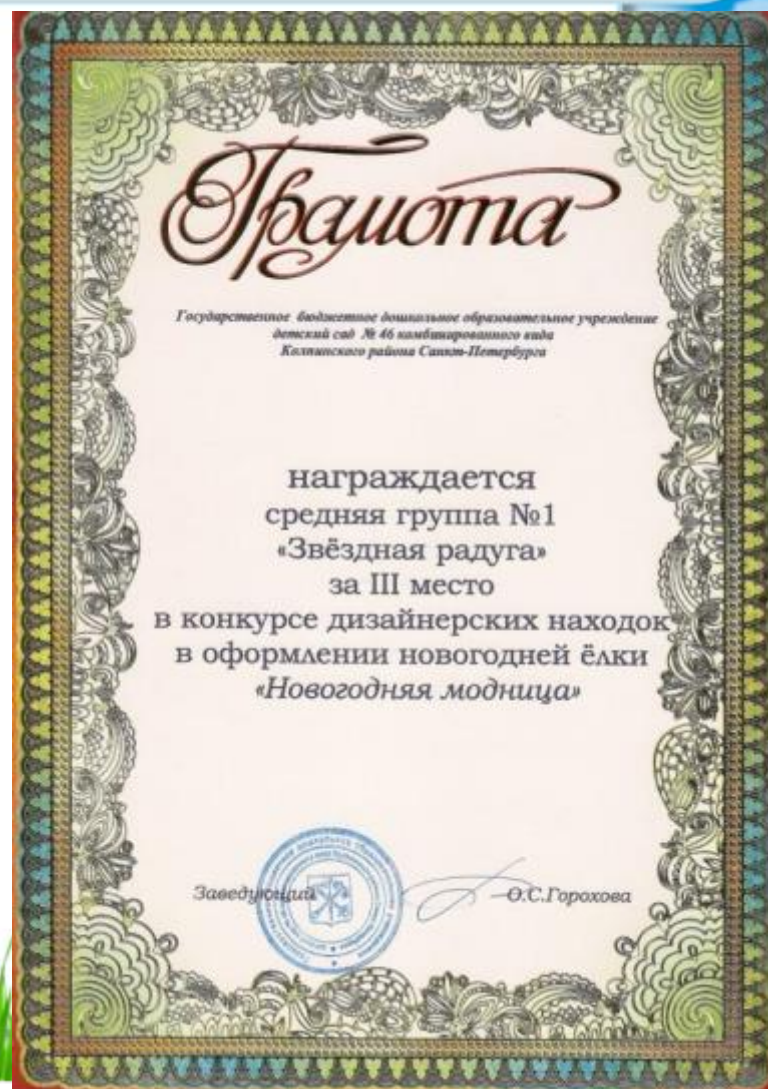 Грамота
Государственное бюджетное дошкольное образовательное учреждение
детский сад № 46 комбинированного вида
Колпинского района Санкт-Петербурга
награждается
средняя группа №1
«Звёздная радуга»
за III место
в конкурсе дизайнерских находок
в оформлении новогодней ёлки
«Новогодняя модница»
Заведующий О.С.Горохова